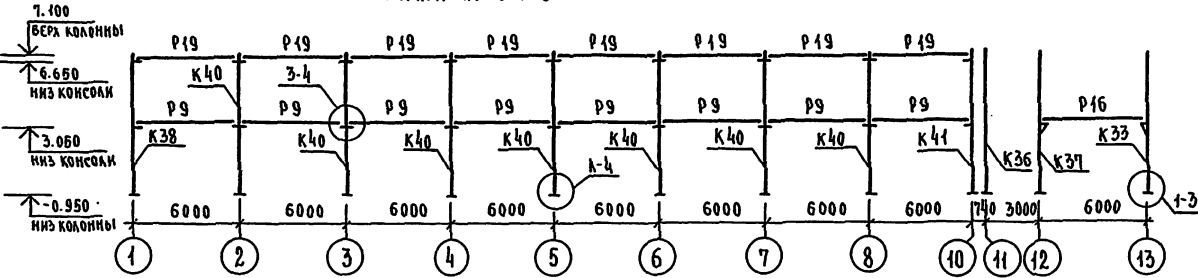 7.100
ВЕРХ КОЛОННЫ
Р19 Р19 Р19 Р19 Р19 Р19 Р19 Р19
6.650
НИЗ КОНСОЛИ
К40 3-4
Р9 Р9 Р9 Р9 Р9 Р9 Р9 Р9 Р16
3.050
НИЗ КОНСОЛИ
К38 К40 К40 К40 К40 К40 К40 К41 К36 К37 К33
1-4
1-3
-0.950
НИЗ КОЛОННЫ
6000 6000 6000 6000 6000 6000 6000 6000 740 3000 6000
1 2 3 4 5 6 7 8 10 11 12 13